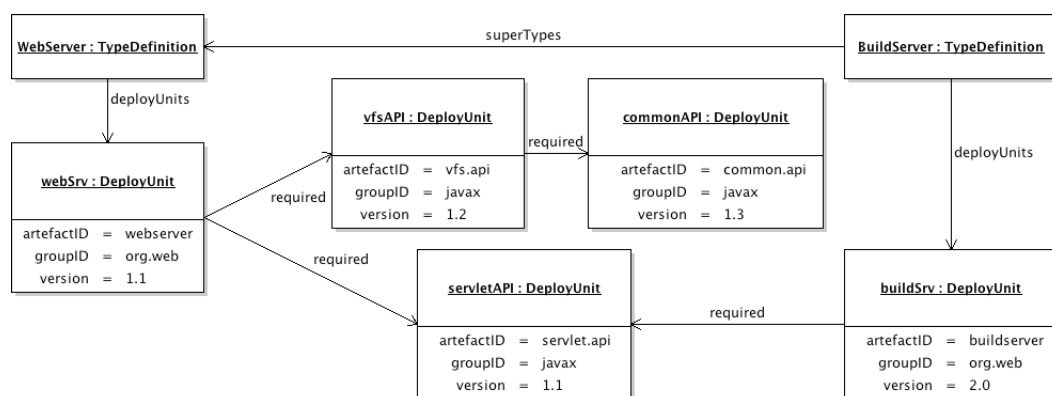 superTypes
WebServer : TypeDefinition
BuildServer : TypeDefinition
deployUnits
vfsAPI : DeployUnit
artefactID = vfs.api
groupID = javax
version = 1.2
required
commonAPI : DeployUnit
artefactID = common.api
groupID = javax
version = 1.3
deployUnits
webSrv : DeployUnit
artefactID = webserver
groupID = org.web
version = 1.1
required
required
servletAPI : DeployUnit
artefactID = servlet.api
groupID = javax
version = 1.1
required
buildSrv : DeployUnit
artefactID = buildserver
groupID = org.web
version = 2.0